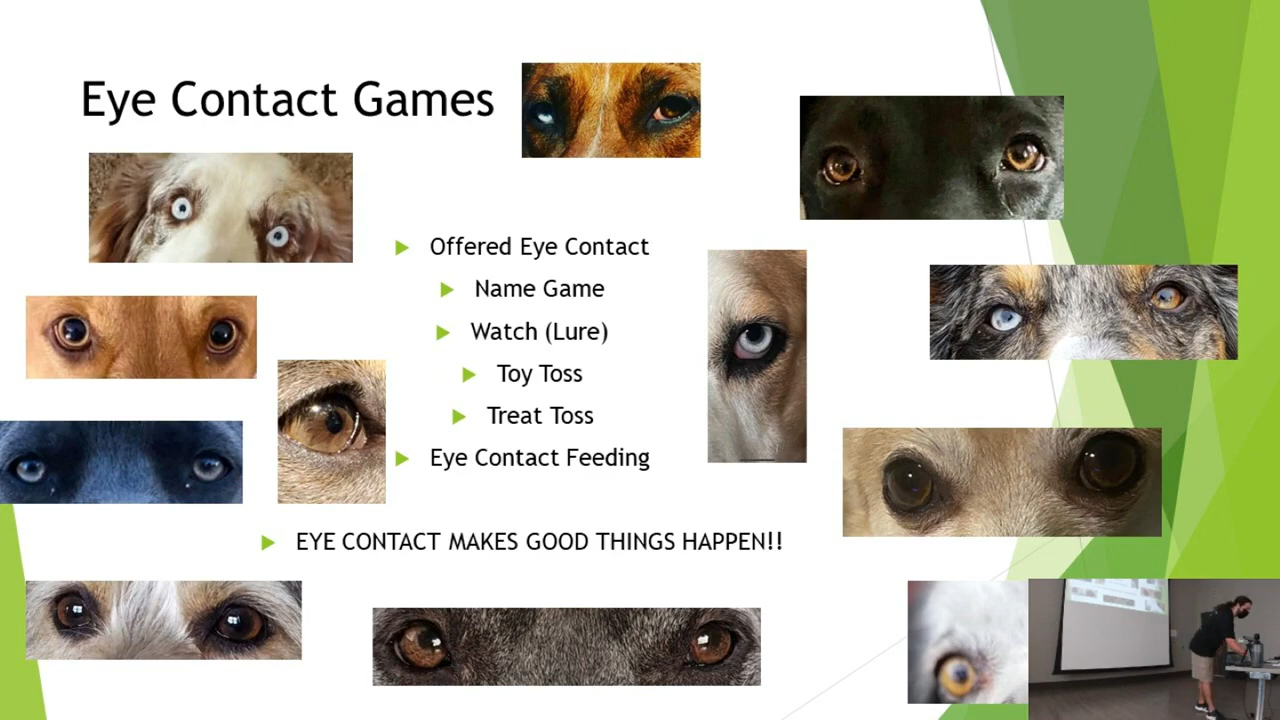 Eye Contact Games
Offered Eye Contact
Name Game
Watch (Lure)
Toy Toss
Treat Toss
Eye Contact Feeding
EYE CONTACT MAKES GOOD THINGS HAPPEN!!